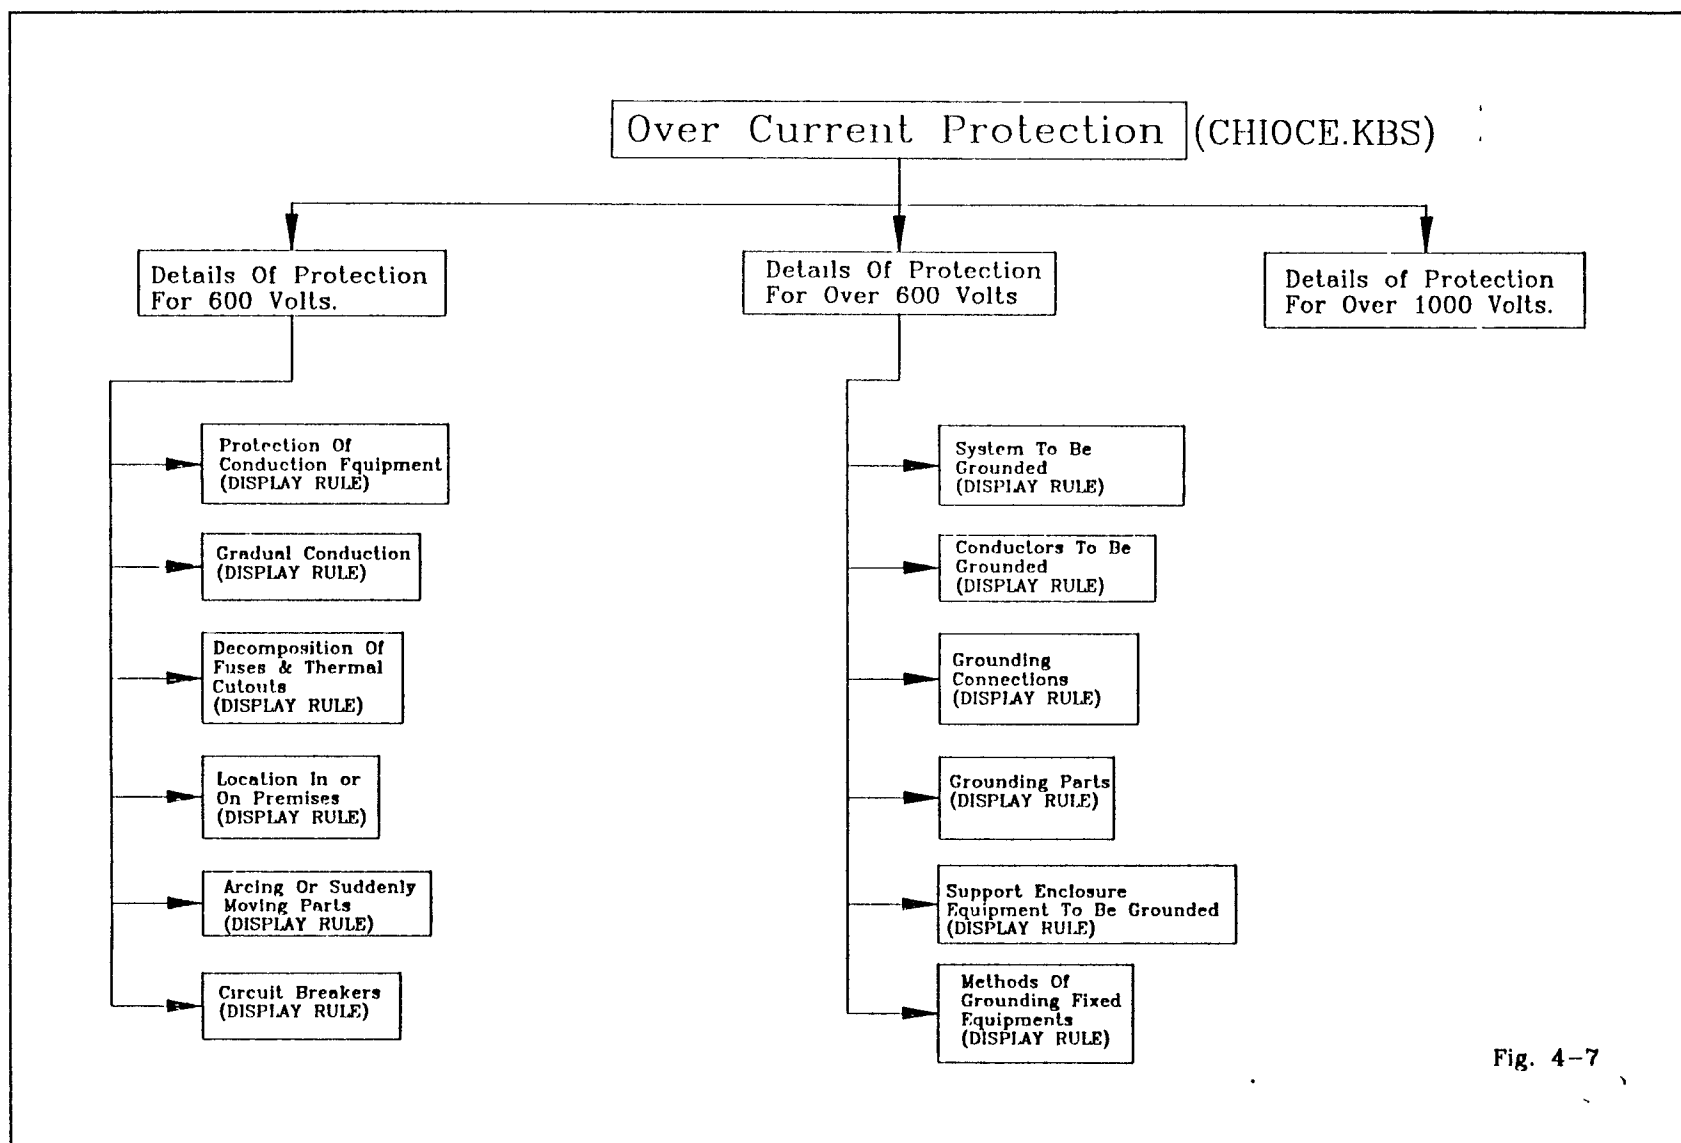 Over Current Protection (CHIOCE.KBS)
Details Of Protection
For 600 Volts.
Details Of Protection
For Over 600 Volts
Details of Protection
For Over 1000 Volts.
Protection Of
Conduction Equipment
(DISPLAY RULE)
Gradual Conduction
(DISPLAY RULE)
Decomposition Of
Fuses & Thermal
Cutouts
(DISPLAY RULE)
Location In or
On Premises
(DISPLAY RULE)
Arcing Or Suddenly
Moving Parts
(DISPLAY RULE)
Circuit Breakers
(DISPLAY RULE)
System To Be
Grounded
(DISPLAY RULE)
Conductors To Be
Grounded
(DISPLAY RULE)
Grounding
Connections
(DISPLAY RULE)
Grounding Parts
(DISPLAY RULE)
Support Enclosure
Equipment To Be Grounded
(DISPLAY RULE)
Methods Of
Grounding Fixed
Equipments
(DISPLAY RULE)
Fig. 4-7